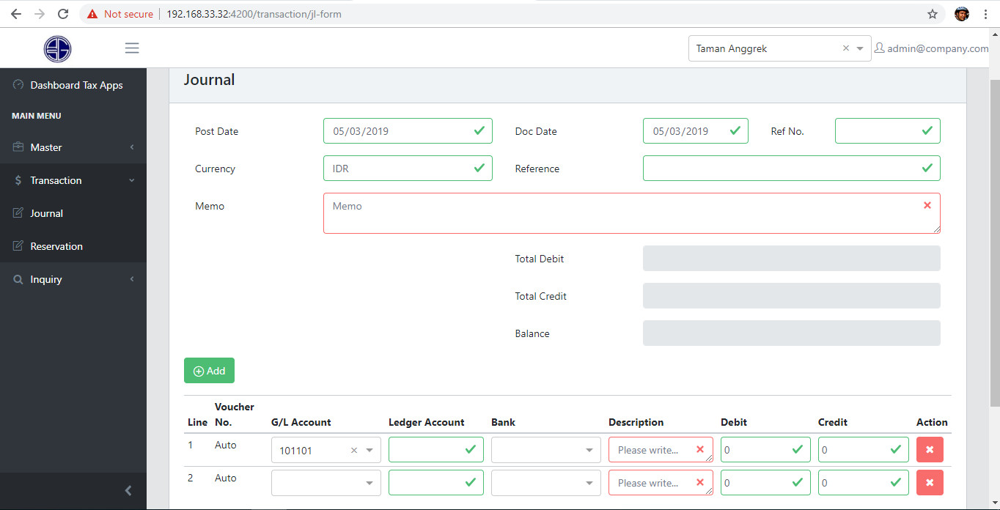 Not secure | 192.168.33.32:4200/transaction/jl-form
Taman Anggrek × admin@company.com
Dashboard Tax Apps
MAIN MENU
Master
Transaction
Journal
Reservation
Inquiry
Journal
Post Date 05/03/2019 Doc Date 05/03/2019 Ref No.
Currency IDR Reference
Memo Memo
Total Debit
Total Credit
Balance
Add
Line Voucher No. G/L Account Ledger Account Bank Description Debit Credit Action
1 Auto 101101 × Please write... 0 0
2 Auto Please write... 0 0